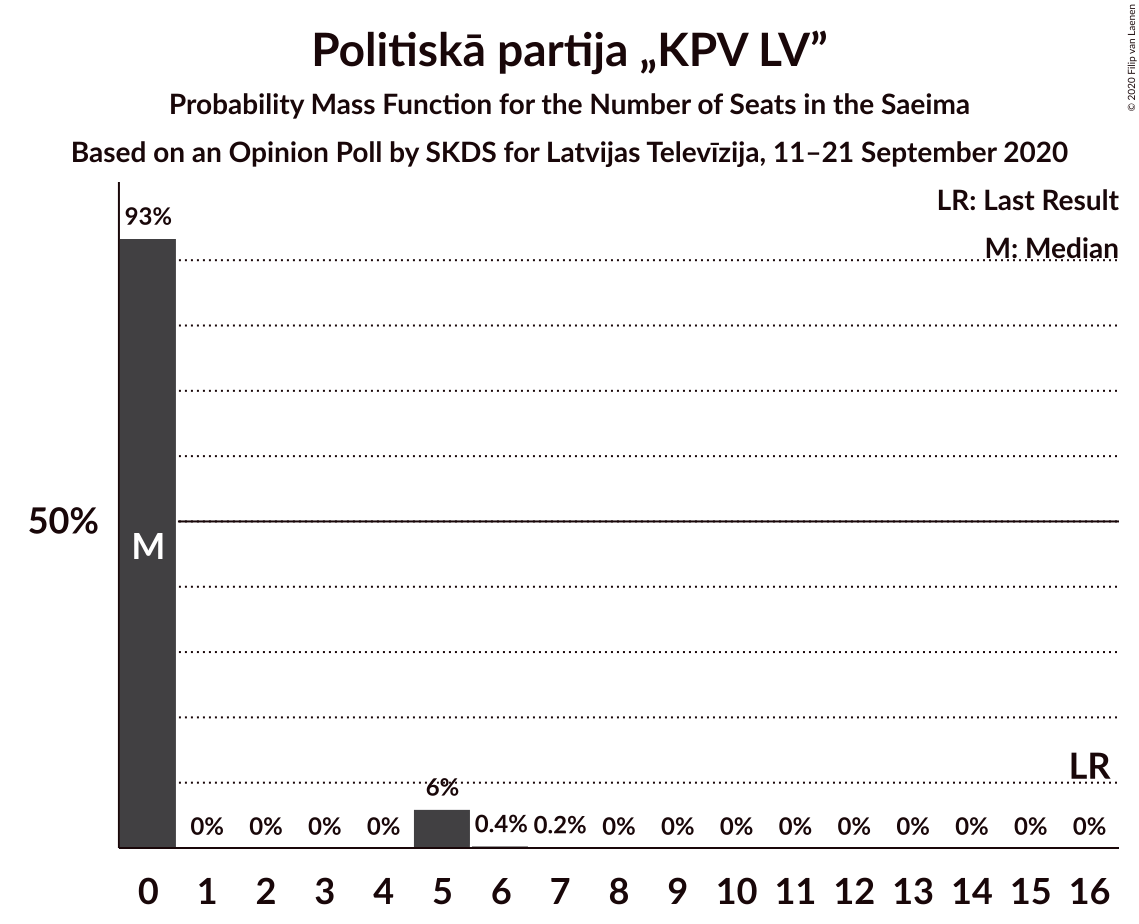 Politiskā partija „KPV LV”
Probability Mass Function for the Number of Seats in the Saeima
Based on an Opinion Poll by SKDS for Latvijas Televīzija, 11–21 September 2020
© 2020 Filip van Laenen
LR: Last Result
M: Median
93%
50%
M
LR
6%
0% 0% 0% 0% 0.4% 0.2% 0% 0% 0% 0% 0% 0% 0% 0% 0%
0 1 2 3 4 5 6 7 8 9 10 11 12 13 14 15 16